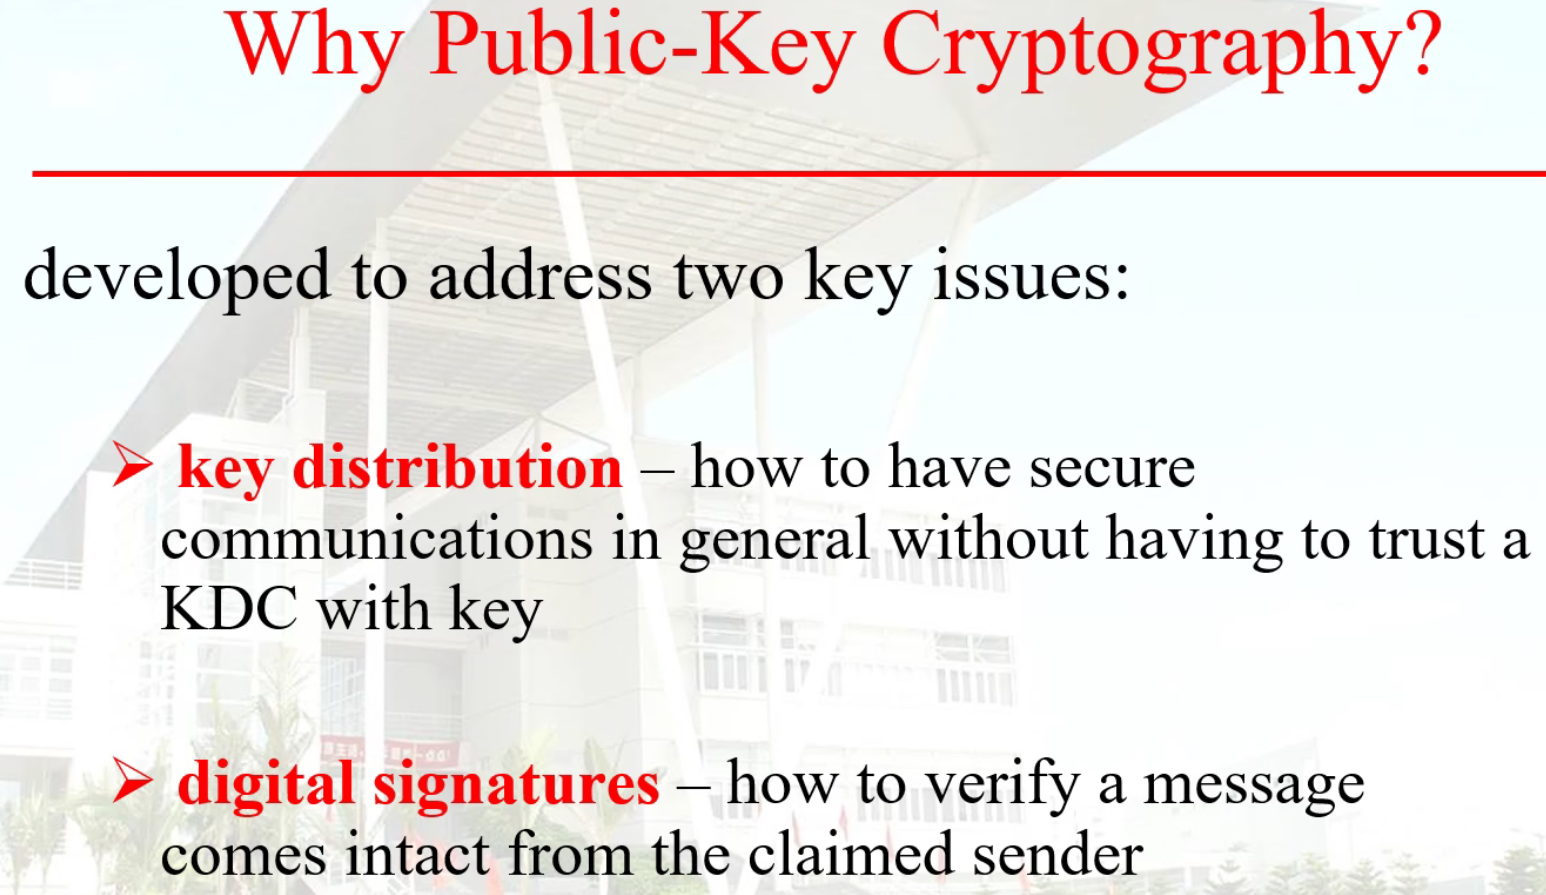 Why Public-Key Cryptography?
developed to address two key issues:
➢ key distribution – how to have secure
communications in general without having to trust a
KDC with key
➢ digital signatures – how to verify a message
comes intact from the claimed sender